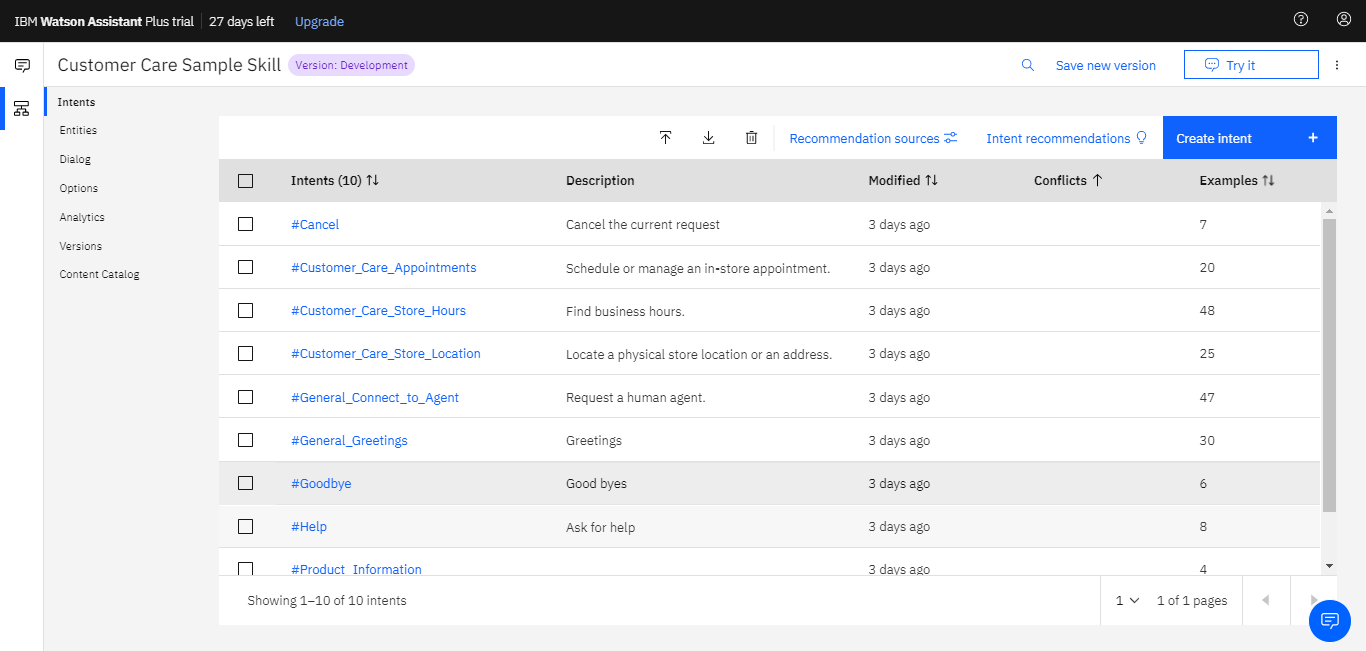 IBM Watson Assistant Plus trial 27 days left Upgrade
Customer Care Sample Skill Version: Development Save new version Try it
Intents
Entities
Dialog
Options
Analytics
Versions
Content Catalog
Recommendation sources Intent recommendations Create intent +
Intents (10) Description Modified Conflicts Examples
#Cancel Cancel the current request 3 days ago 7
#Customer_Care_Appointments Schedule or manage an in-store appointment. 3 days ago 20
#Customer_Care_Store_Hours Find business hours. 3 days ago 48
#Customer_Care_Store_Location Locate a physical store location or an address. 3 days ago 25
#General_Connect_to_Agent Request a human agent. 3 days ago 47
#General_Greetings Greetings 3 days ago 30
#Goodbye Good byes 3 days ago 6
#Help Ask for help 3 days ago 8
#Product_Information 3 days ago 4
Showing 1–10 of 10 intents 1 1 of 1 pages